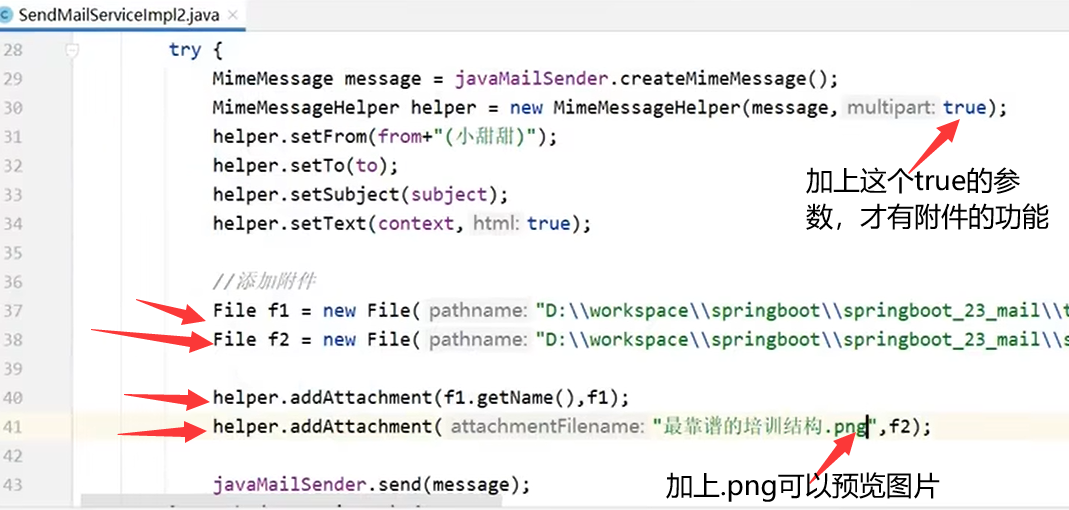 SendMailServiceImpl2.java
28 try {
29 MimeMessage message = javaMailSender.createMimeMessage();
30 MimeMessageHelper helper = new MimeMessageHelper(message, multipart: true);
31 helper.setFrom(from+"(小甜甜)");
32 helper.setTo(to);
33 helper.setSubject(subject);
34 helper.setText(context, html: true);
加上这个true的参
数，才有附件的功能
35
36 //添加附件
37 File f1 = new File( pathname: "D:\\workspace\\springboot\\springboot_23_mail\\t
38 File f2 = new File( pathname: "D:\\workspace\\springboot\\springboot_23_mail\\s
39
40 helper.addAttachment(f1.getName(),f1);
41 helper.addAttachment( attachmentFilename: "最靠谱的培训结构.png",f2);
42
43 javaMailSender.send(message);
加上.png可以预览图片